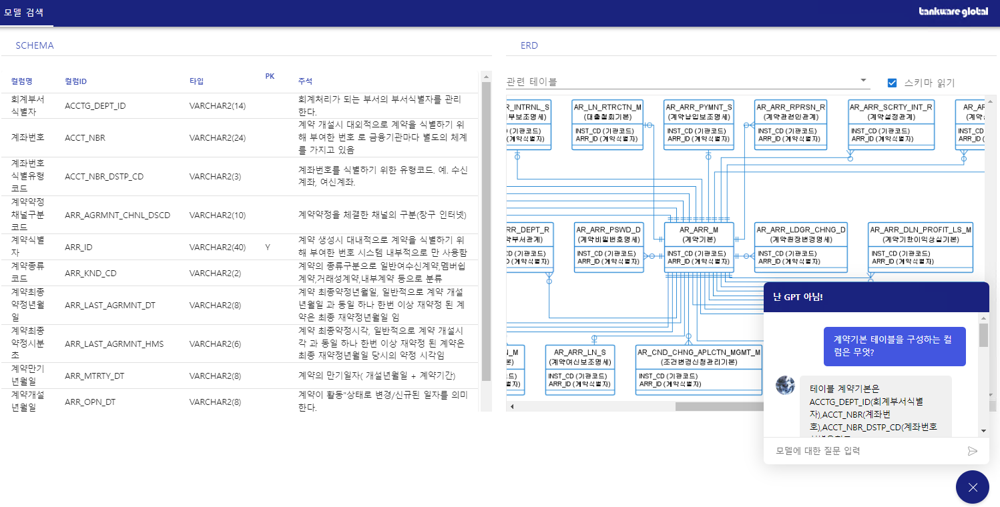 모델 검색
bankware global
SCHEMA
컬럼명 컬럼ID 타입 PK 주석
회계부서
식별자
ACCTG_DEPT_ID VARCHAR2(14)
회계처리가 되는 부서의 부서식별자를 관리
한다.
계좌번호 ACCT_NBR VARCHAR2(24)
계약 개설시 대외적으로 계약을 식별하기 위
해 부여한 번호 로 금융기관마다 별도의 체계
를 가지고 있음
계좌번호
식별유형
코드
ACCT_NBR_DSTP_CD VARCHAR2(3)
계좌번호를 식별하기 위한 유형코드. 예. 수신
계좌, 여신계좌.
계약약정
채널구분
코드
ARR_AGRMNT_CHNL_DSCD VARCHAR2(10)
계약약정을 체결한 채널의 구분(창구 인터넷)
계약식별
자
ARR_ID VARCHAR2(40) Y
계약 생성시 대내적으로 계약을 식별하기 위
해 부여한 번호 시스템 내부적으로 만 사용함
계약종류
코드
ARR_KND_CD VARCHAR2(2)
계약의 종류구분으로 일반여수신계약,멤버쉽
계약,거래성계약,내부계약 등으로 분류
계약최종
약정년월
일
ARR_LAST_AGRMNT_DT VARCHAR2(8)
계약 최종약정년월일, 일반적으로 계약 개설
년월일 과 동일 하나 한번 이상 재약정 된 계
약은 최종 재약정년월일 임
계약최종
약정시분
초
ARR_LAST_AGRMNT_HMS VARCHAR2(6)
계약 최종약정시각, 일반적으로 계약 개설시
각 과 동일 하나 한번 이상 재약정 된 계약은
최종 재약정년월일 당시의 약정 시각임
계약만기
년월일
ARR_MTRTY_DT VARCHAR2(8)
계약의 만기일자( 개설년월일 + 계약기간)
계약개설
년월일
ARR_OPN_DT VARCHAR2(8)
계약이 활동"상태로 변경/신규된 일자를 의미
한다.
ERD
관련 테이블
스키마 읽기
R_INTRNL_S
부보조명세)
CD (기관코드)
ID (계약식별자)
AR_LN_RTRCTN_M
(대출철회기본)
INST_CD (기관코드)
ARR_ID (계약식별자)
AR_ARR_PYMNT_S
(계약납입보조명세)
INST_CD (기관코드)
ARR_ID (계약식별자)
AR_ARR_RPRSN_R
(계약관련인관계)
INST_CD (기관코드)
ARR_ID (계약식별자)
AR_ARR_SCRTY_INT_R
(계약설정관계)
INST_CD (기관코드)
ARR_ID (계약식별자)
AR_AR
(계약
INST_CD (기
ARR_ID (계약
ARR_DEPT_R
약부서관계)
CD (기관코드)
ID (계약식별자)
AR_ARR_PSWD_D
(계약비밀번호명세)
INST_CD (기관코드)
ARR_ID (계약식별자)
AR_ARR_M
(계약기본)
INST_CD (기관코드)
ARR_ID (계약식별자)
AR_ARR_LDGR_CHNG_D
(계약원장변경명세)
INST_CD (기관코드)
ARR_ID (계약식별자)
AR_ARR_DLN_PROFIT_LS_M
(계약기한이익상실기본)
INST_CD (기관코드)
ARR_ID (계약식별자)
N_M
본)
코드)
별자)
AR_ARR_LN_S
(계약여신보조명세)
INST_CD (기관코드)
ARR_ID (계약식별자)
AR_CND_CHNG_APLCTN_MGMT_M
(조건변경신청관리기본)
INST_CD (기관코드)
ARR_ID (계약식별자)
난 GPT 아님!
계약기본 테이블을 구성하는 컬
럼은 무엇?
테이블 계약기본은
ACCTG_DEPT_ID(회계부서식별
자),ACCT_NBR(계좌번
호),ACCT_NBR_DSTP_CD(계좌번호
모델에 대한 질문 입력